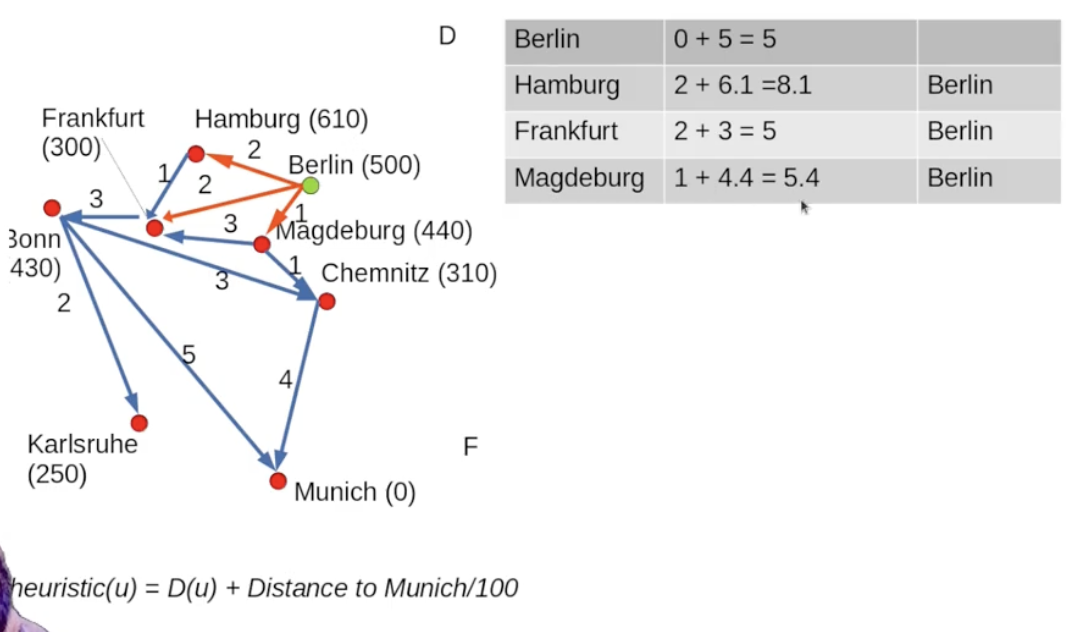 D
Berlin 0 + 5 = 5
Hamburg 2 + 6.1 =8.1 Berlin
Frankfurt 2 + 3 = 5 Berlin
Magdeburg 1 + 4.4 = 5.4 Berlin
Frankfurt
(300)
Hamburg (610)
2
Berlin (500)
1
2
3
3
1
Magdeburg (440)
Bonn
430)
1
Chemnitz (310)
3
2
5
4
Karlsruhe
(250)
F
Munich (0)
heuristic(u) = D(u) + Distance to Munich/100